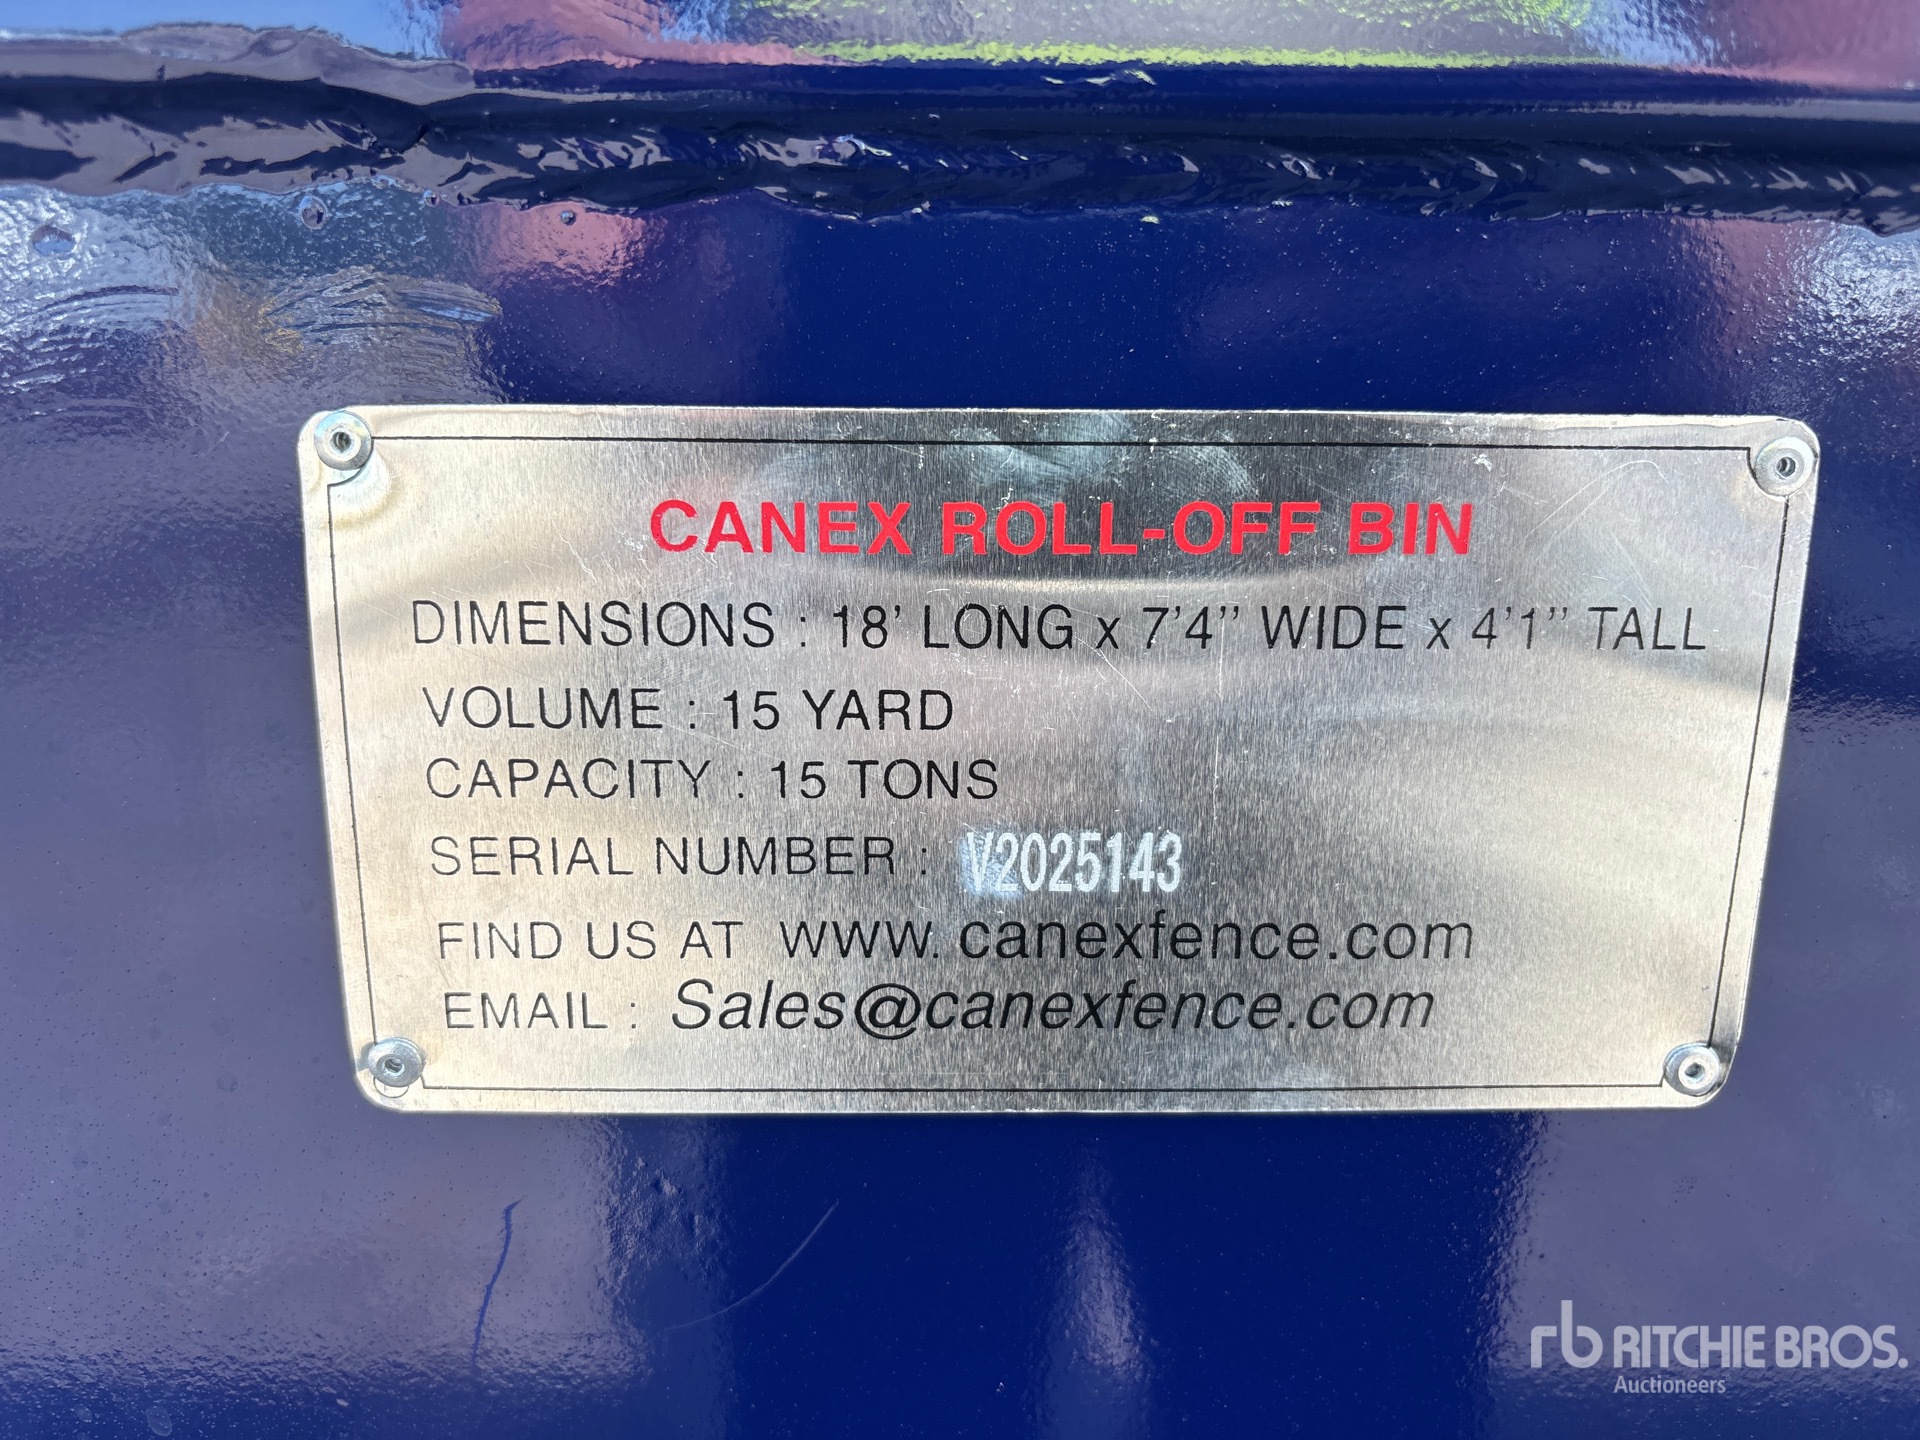 CANEX ROLL-OFF BIN
DIMENSIONS : 18' LONG x 7'4" WIDE x 4'1" TALL
VOLUME : 15 YARD
CAPACITY : 15 TONS
SERIAL NUMBER : V2025143
FIND US AT www.canexfence.com
EMAIL : Sales@canexfence.com
rb RITCHIE BROS.
Auctioneers